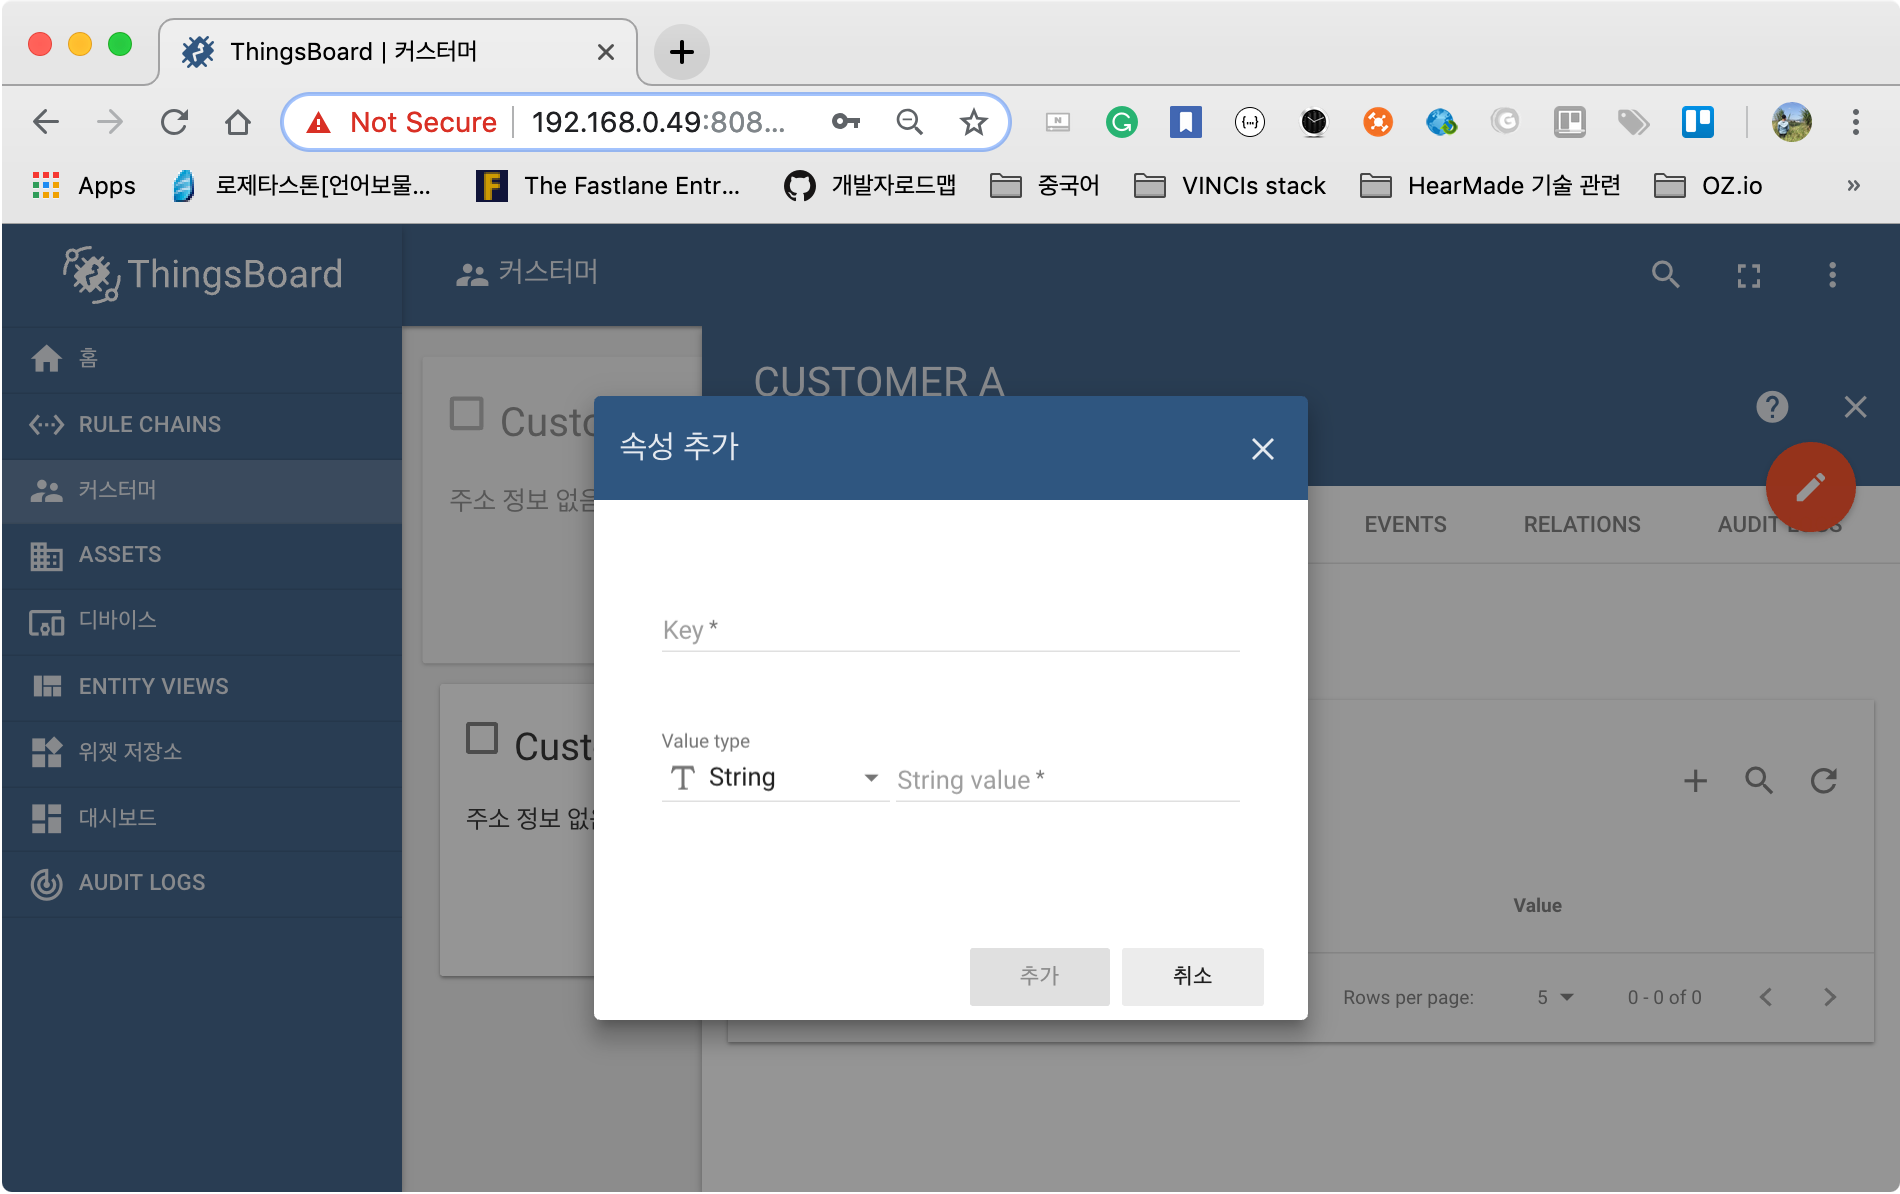 ThingsBoard | 커스터머
Not Secure 192.168.0.49:808...
Apps 로제타스톤[언어보물... The Fastlane Entr... 개발자로드맵 중국어 VINCIs stack HearMade 기술 관련 OZ.io »
ThingsBoard
커스터머
홈
RULE CHAINS
커스터머
ASSETS
디바이스
ENTITY VIEWS
위젯 저장소
대시보드
AUDIT LOGS
CUSTOMER A
주소 정보 없음
주소 정보 없
EVENTS RELATIONS AUDIT
속성 추가
Key *
Value type
String
String value *
추가 취소
Value
Rows per page: 5 0 - 0 of 0